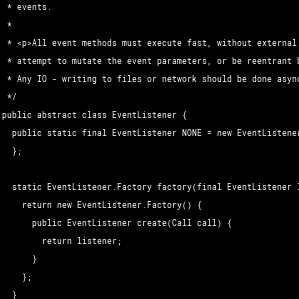 * events.
*
* <p>All event methods must execute fast, without external
* attempt to mutate the event parameters, or be reentrant
* Any IO - writing to files or network should be done
*/
public abstract class EventListener {
public static final EventListener NONE = new EventListener
};
static EventListener.Factory factory(final EventListener
return new EventListener.Factory() {
public EventListener create(Call call) {
return listener;
}
};
}